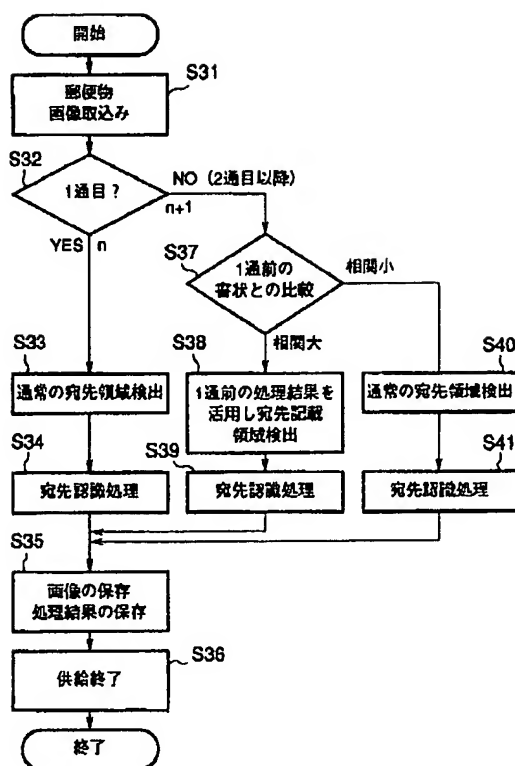 開始
S31
郵便物
画像取込み
S32
1通目?
NO (2通目以降)
n+1
YES n
S37
1通前の
書状との比較
相関小
相関大
S33
通常の宛先領域検出
S38
1通前の処理結果を
活用し宛先記載
領域検出
S40
通常の宛先領域検出
S34
宛先認識処理
S39
宛先認識処理
S41
宛先認識処理
S35
画像の保存
処理結果の保存
S36
供給終了
終了